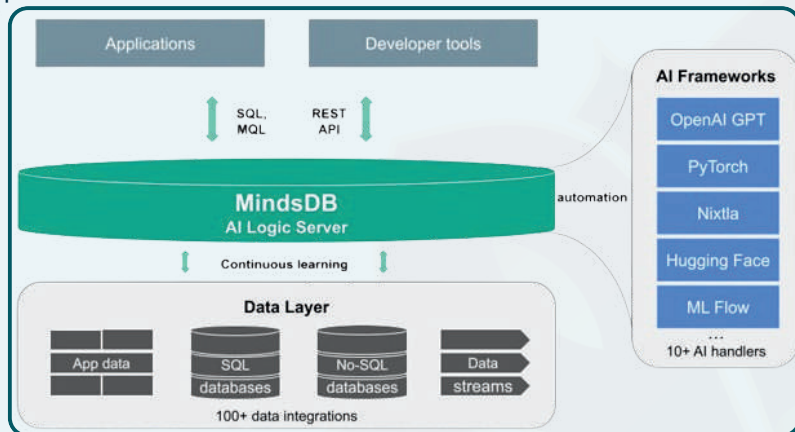 Applications
Developer tools
SQL,
MQL
REST
API
MindsDB
AI Logic Server
automation
Continuous learning
Data Layer
App data
SQL
databases
No-SQL
databases
Data
streams
100+ data integrations
AI Frameworks
OpenAI GPT
PyTorch
Nixtla
Hugging Face
ML Flow
...
10+ AI handlers